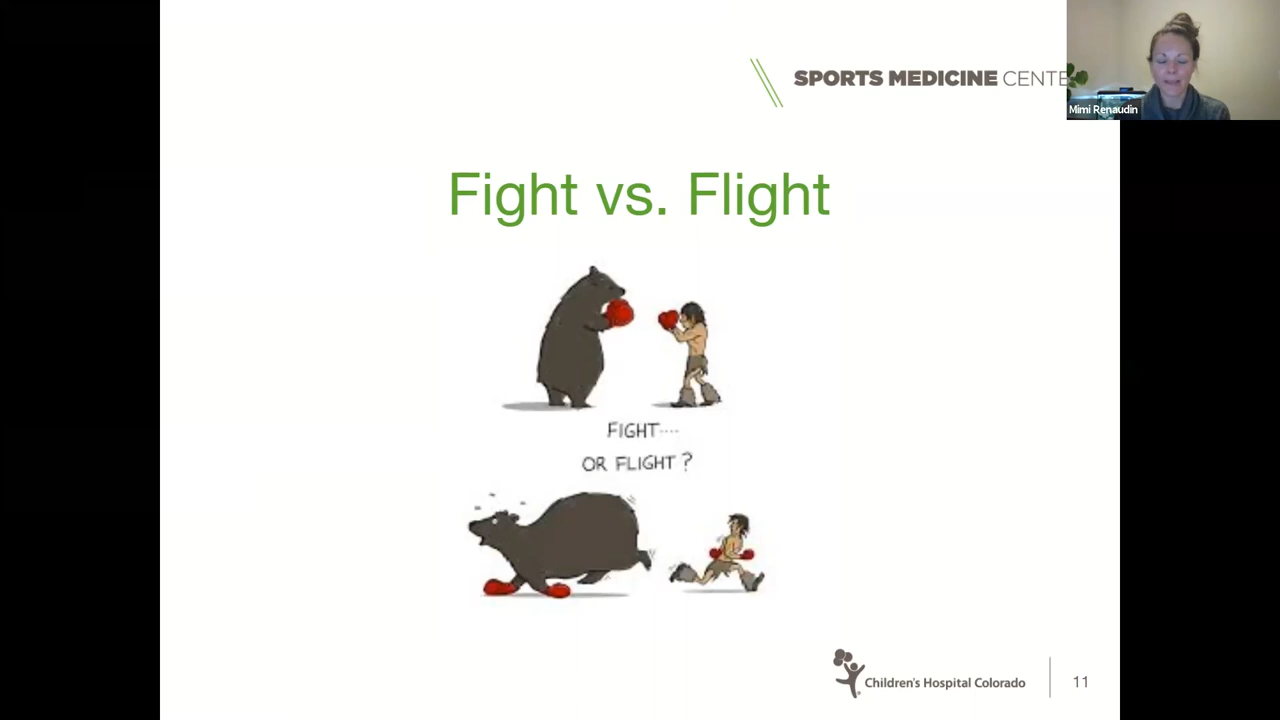 SPORTS MEDICINE CENTE
Mimi Renaudin
Fight vs. Flight
FIGHT....
OR FLIGHT?
Children's Hospital Colorado
11